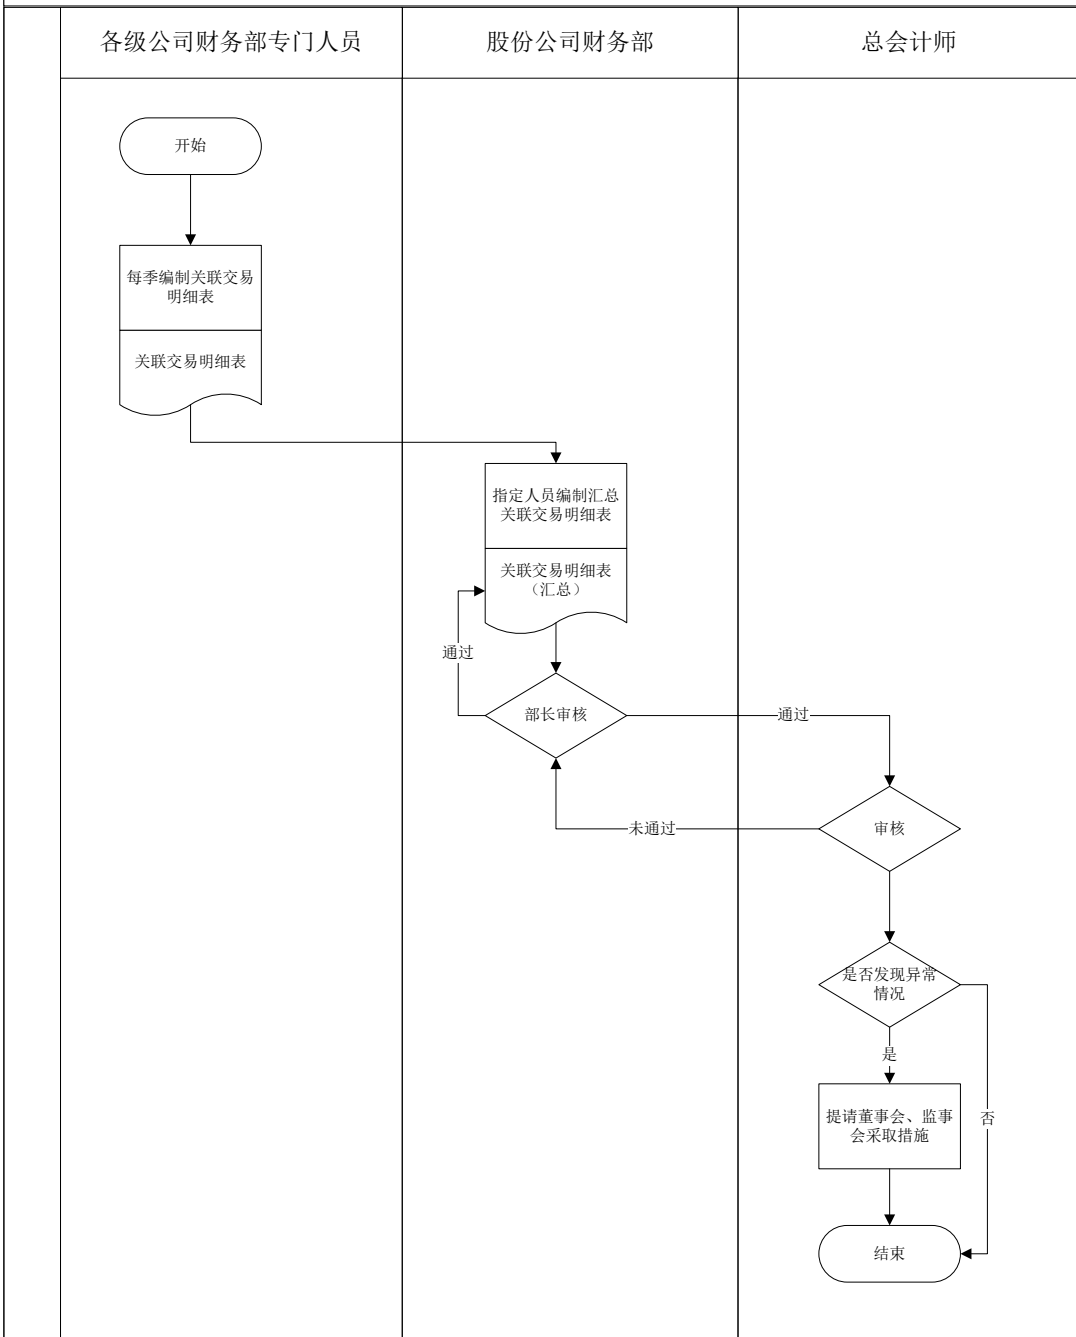 各级公司财务部专门人员
股份公司财务部
总会计师
开始
每季编制关联交易
明细表
关联交易明细表
指定人员编制汇总
关联交易明细表
关联交易明细表
（汇总）
通过
部长审核
通过
未通过
审核
是否发现异常
情况
是
提请董事会、监事
会采取措施
否
结束